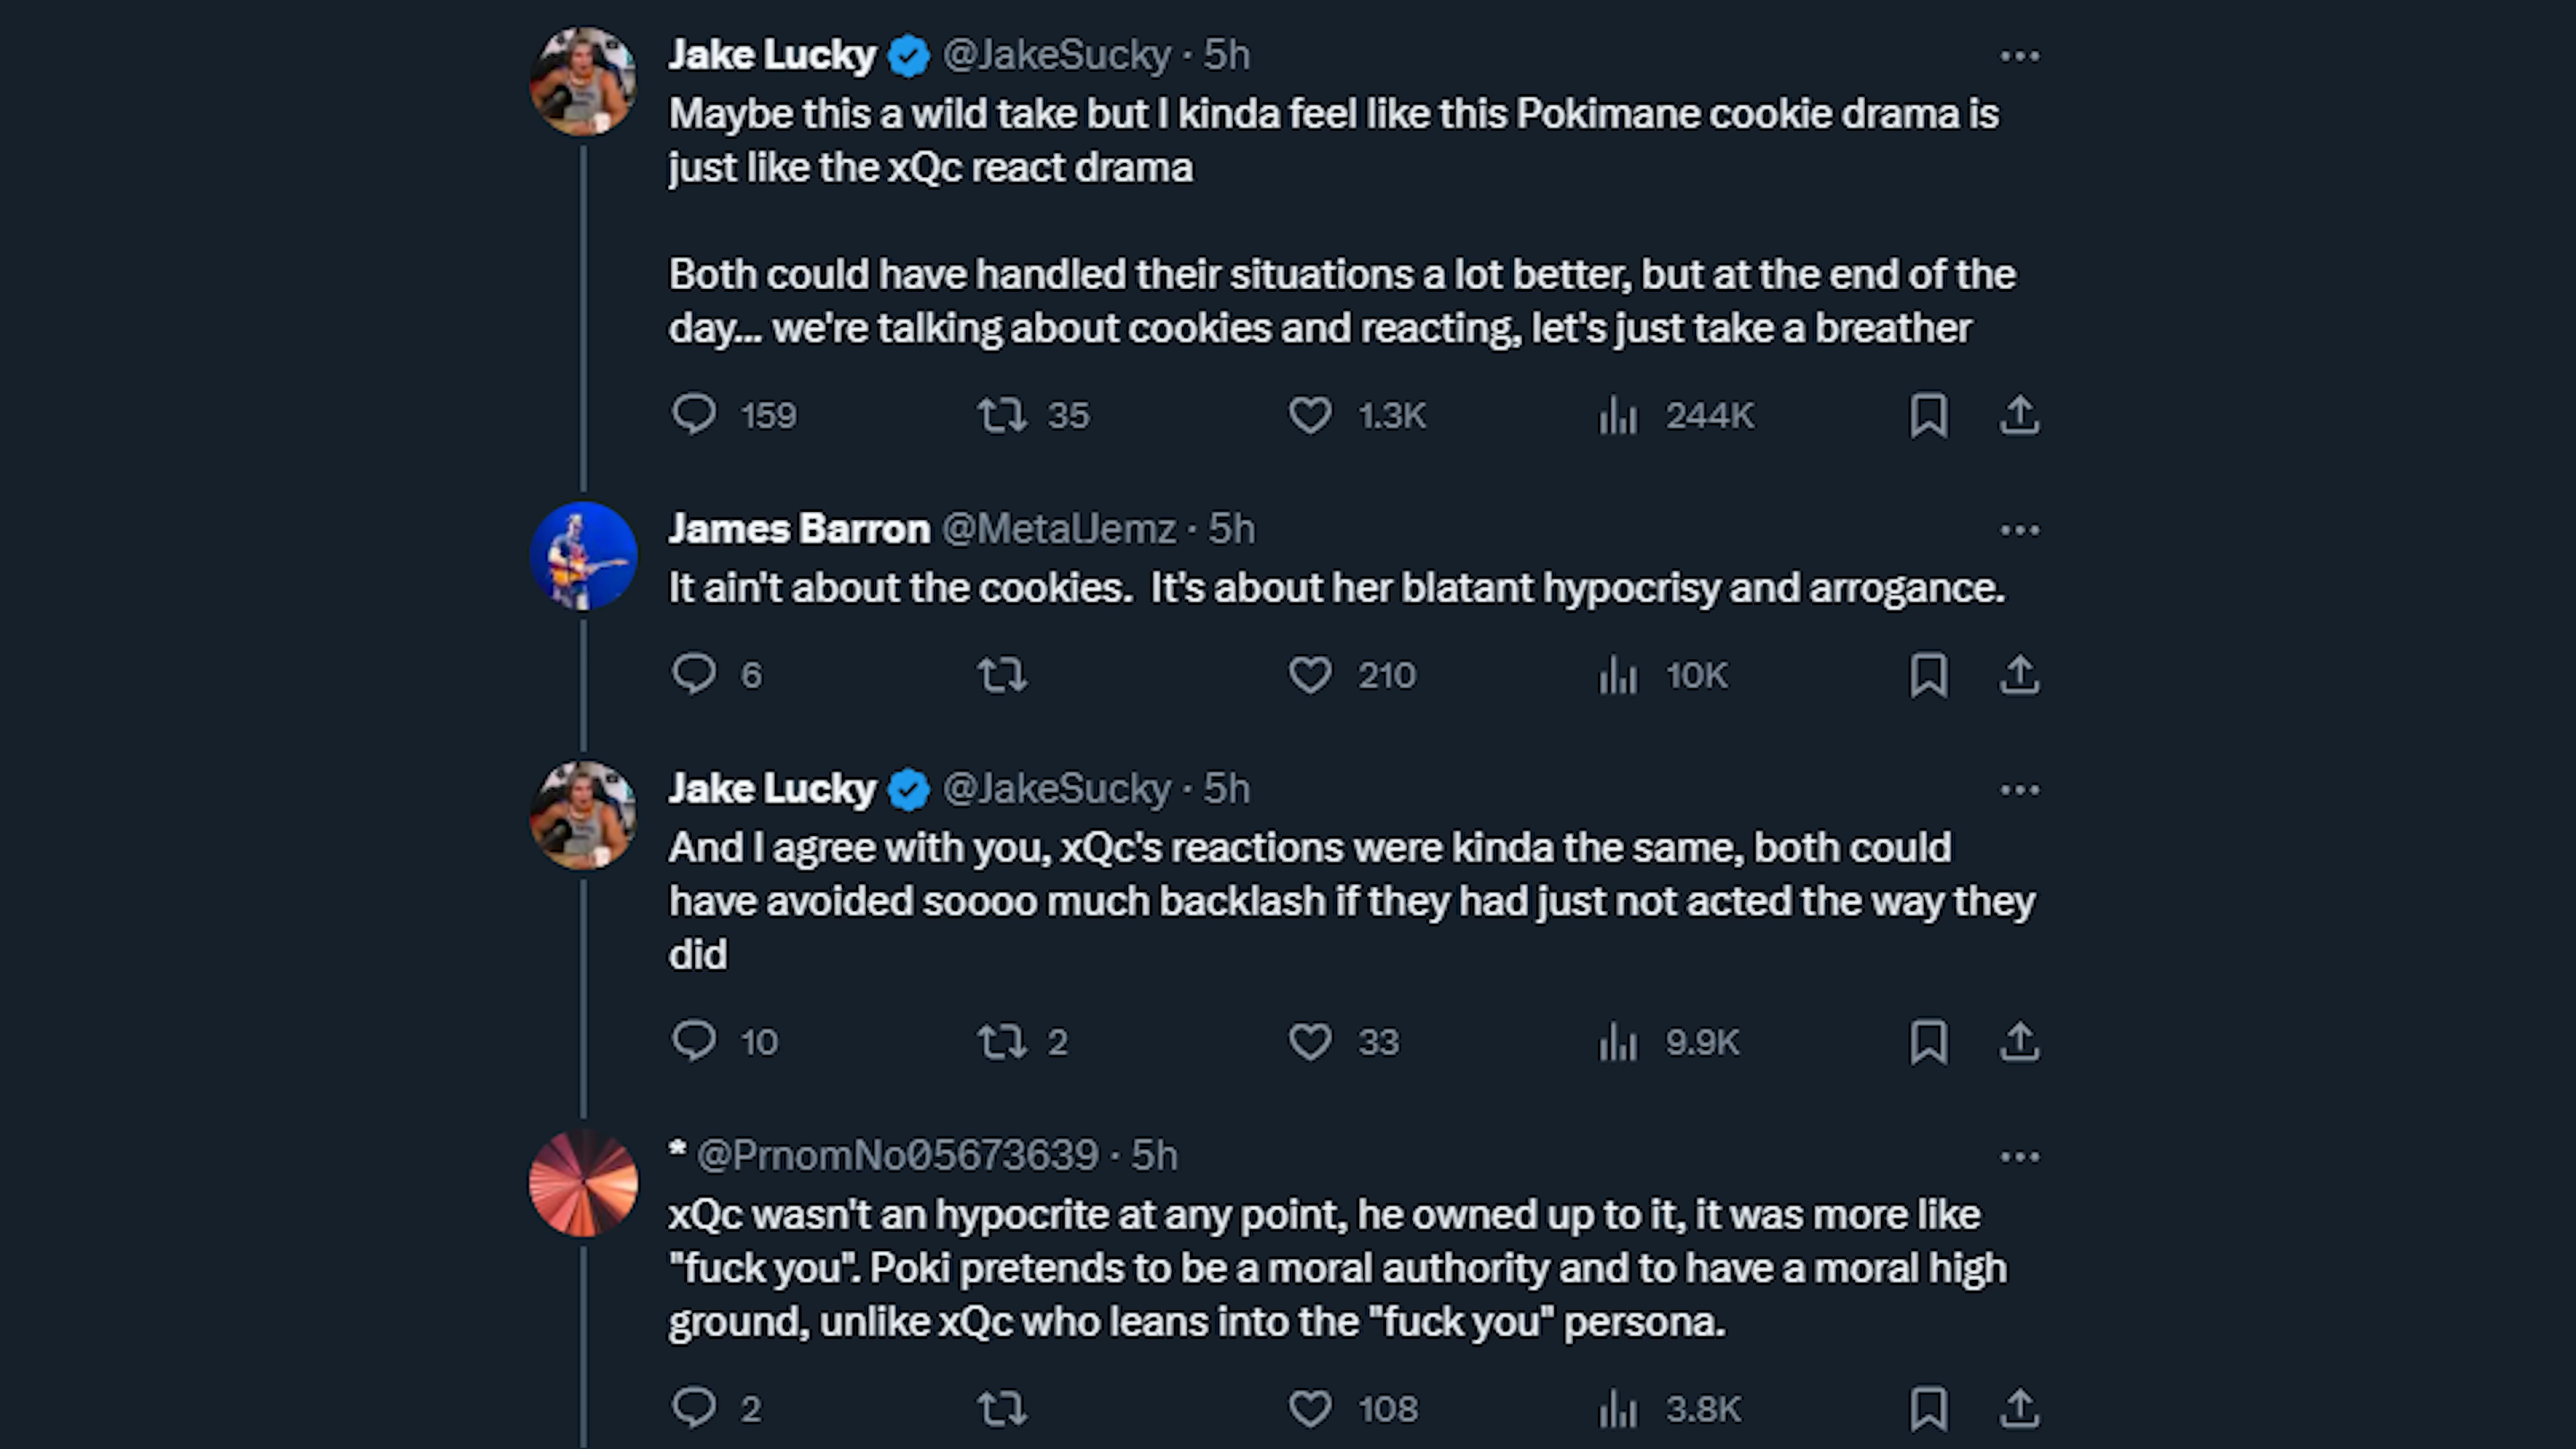 Jake Lucky @JakeSucky · 5h
Maybe this a wild take but I kinda feel like this Pokimane cookie drama is
just like the xQc react drama
Both could have handled their situations a lot better, but at the end of the
day... we're talking about cookies and reacting, let's just take a breather
159 35 1.3K 244K
James Barron @MetalJemz · 5h
It ain't about the cookies.  It's about her blatant hypocrisy and arrogance.
6 210 10K
Jake Lucky @JakeSucky · 5h
And I agree with you, xQc's reactions were kinda the same, both could
have avoided soooo much backlash if they had just not acted the way they
did
10 2 33 9.9K
* @PrnomNo05673639 · 5h
xQc wasn't an hypocrite at any point, he owned up to it, it was more like
"fuck you". Poki pretends to be a moral authority and to have a moral high
ground, unlike xQc who leans into the "fuck you" persona.
2 108 3.8K